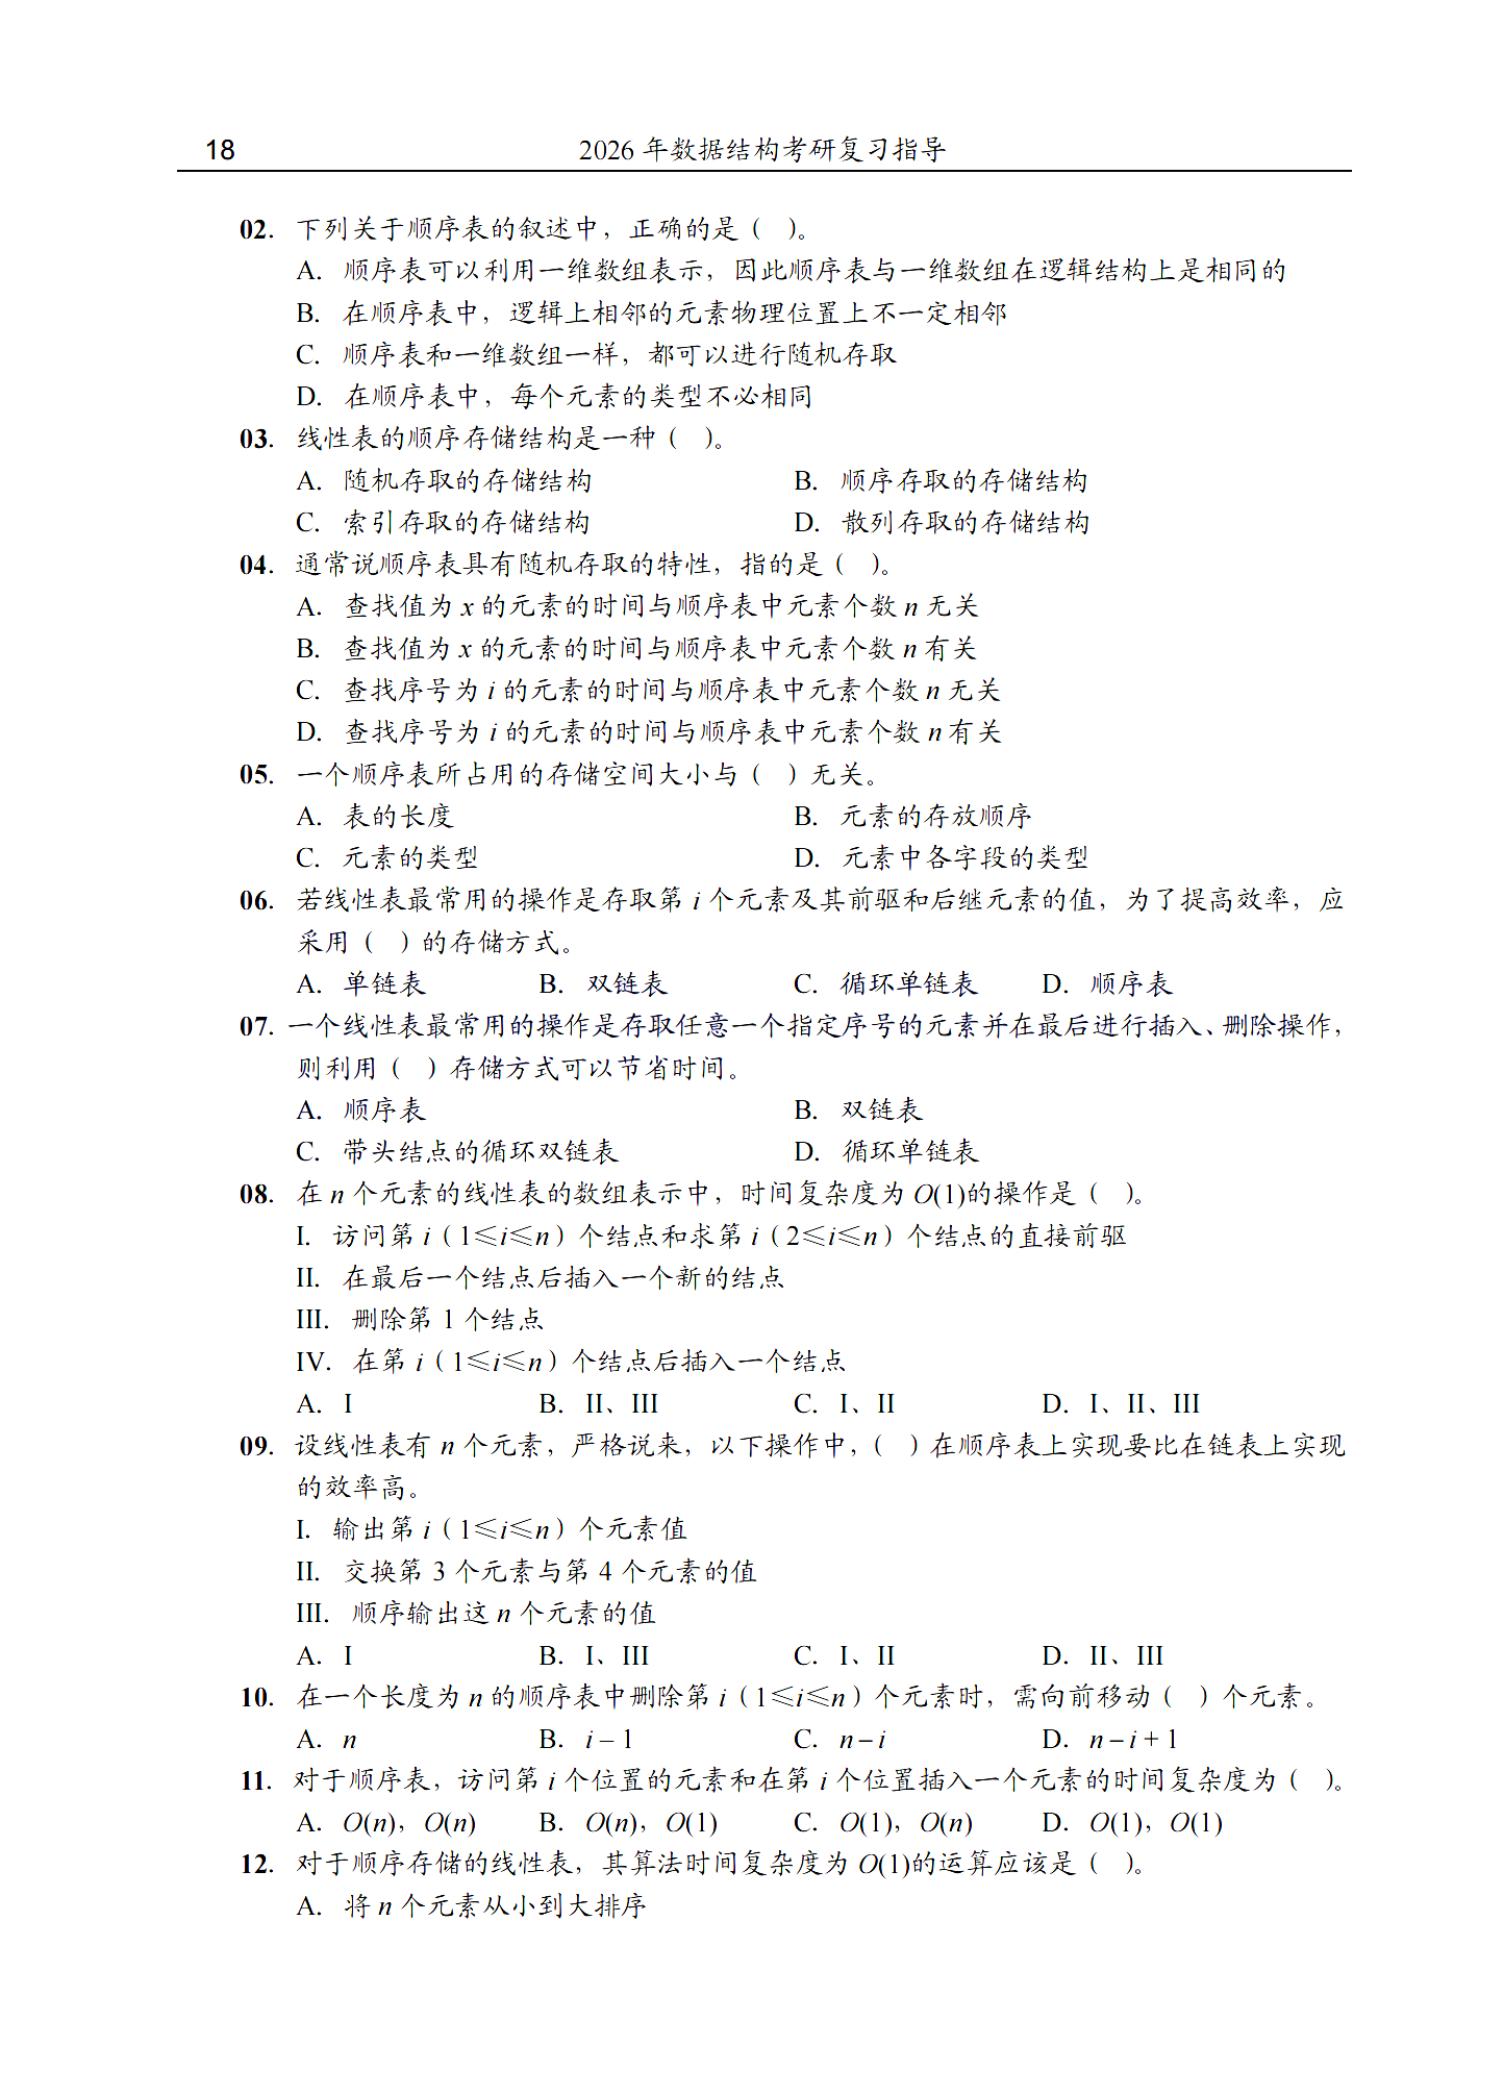 18 2026 年数据结构考研复习指导
02. 下列关于顺序表的叙述中，正确的是（ ）。
A. 顺序表可以利用一维数组表示，因此顺序表与一维数组在逻辑结构上是相同的
B. 在顺序表中，逻辑上相邻的元素物理位置上不一定相邻
C. 顺序表和一维数组一样，都可以进行随机存取
D. 在顺序表中，每个元素的类型不必相同
03. 线性表的顺序存储结构是一种（ ）。
A. 随机存取的存储结构 B. 顺序存取的存储结构
C. 索引存取的存储结构 D. 散列存取的存储结构
04. 通常说顺序表具有随机存取的特性，指的是（ ）。
A. 查找值为 x 的元素的时间与顺序表中元素个数 n 无关
B. 查找值为 x 的元素的时间与顺序表中元素个数 n 有关
C. 查找序号为 i 的元素的时间与顺序表中元素个数 n 无关
D. 查找序号为 i 的元素的时间与顺序表中元素个数 n 有关
05. 一个顺序表所占用的存储空间大小与（ ）无关。
A. 表的长度 B. 元素的存放顺序
C. 元素的类型 D. 元素中各字段的类型
06. 若线性表最常用的操作是存取第 i 个元素及其前驱和后继元素的值，为了提高效率，应
采用（ ）的存储方式。
A. 单链表 B. 双链表 C. 循环单链表 D. 顺序表
07. 一个线性表最常用的操作是存取任意一个指定序号的元素并在最后进行插入、删除操作，
则利用（ ）存储方式可以节省时间。
A. 顺序表 B. 双链表
C. 带头结点的循环双链表 D. 循环单链表
08. 在 n 个元素的线性表的数组表示中，时间复杂度为 O(1)的操作是（ ）。
I. 访问第 i（1≤i≤n）个结点和求第 i（2≤i≤n）个结点的直接前驱
II. 在最后一个结点后插入一个新的结点
III. 删除第 1 个结点
IV. 在第 i（1≤i≤n）个结点后插入一个结点
A. I B. II、III C. I、II D. I、II、III
09. 设线性表有 n 个元素，严格说来，以下操作中，（ ）在顺序表上实现要比在链表上实现
的效率高。
I. 输出第 i（1≤i≤n）个元素值
II. 交换第 3 个元素与第 4 个元素的值
III. 顺序输出这 n 个元素的值
A. I B. I、III C. I、II D. II、III
10. 在一个长度为 n 的顺序表中删除第 i（1≤i≤n）个元素时，需向前移动（ ）个元素。
A. n B. i – 1 C. n – i D. n – i + 1
11. 对于顺序表，访问第 i 个位置的元素和在第 i 个位置插入一个元素的时间复杂度为（ ）。
A. O(n)，O(n) B. O(n)，O(1) C. O(1)，O(n) D. O(1)，O(1)
12. 对于顺序存储的线性表，其算法时间复杂度为 O(1)的运算应该是（ ）。
A. 将 n 个元素从小到大排序